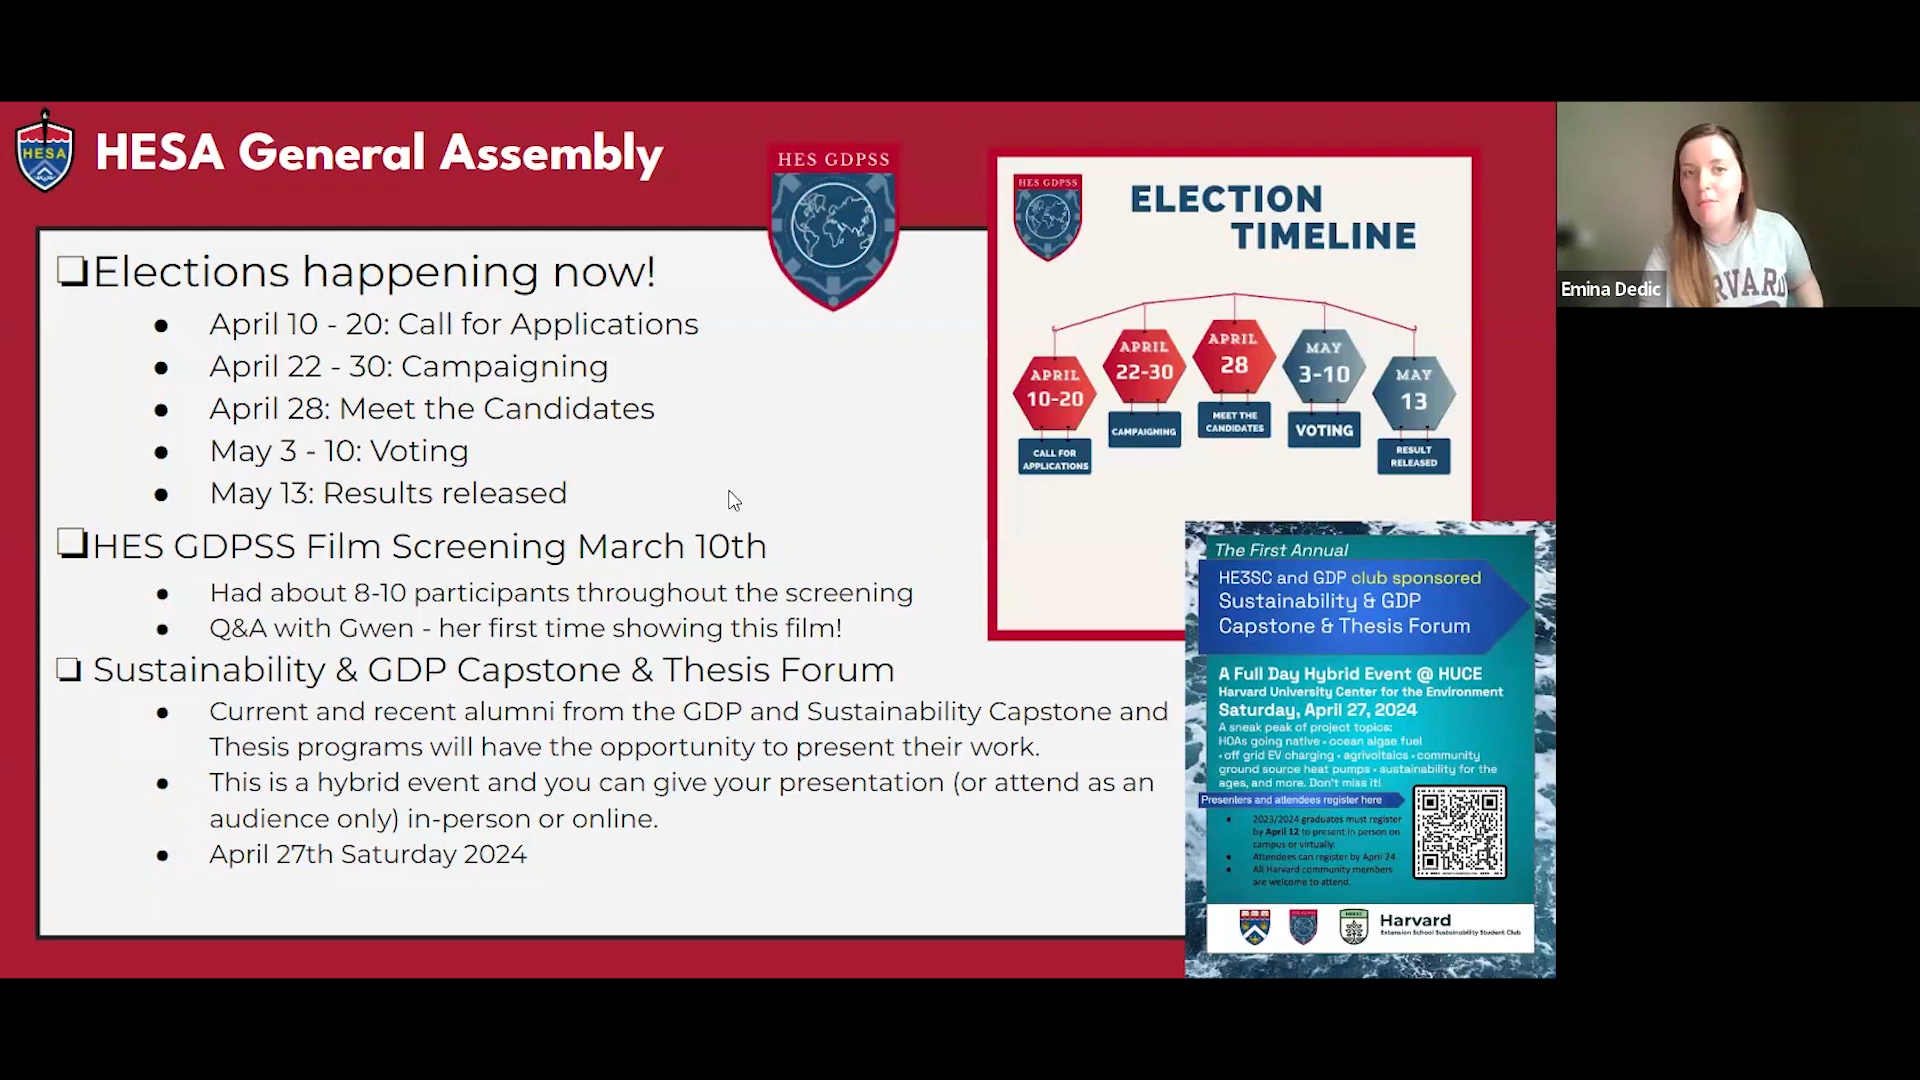 HESA
HESA General Assembly
❏Elections happening now!
● April 10 - 20: Call for Applications
● April 22 - 30: Campaigning
● April 28: Meet the Candidates
● May 3 - 10: Voting
● May 13: Results released
❏HES GDPSS Film Screening March 10th
● Had about 8-10 participants throughout the screening
● Q&A with Gwen - her first time showing this film!
❏ Sustainability & GDP Capstone & Thesis Forum
● Current and recent alumni from the GDP and Sustainability Capstone and
Thesis programs will have the opportunity to present their work.
● This is a hybrid event and you can give your presentation (or attend as an
audience only) in-person or online.
● April 27th Saturday 2024
HES GDPSS
HES GDPSS
ELECTION
TIMELINE
APRIL
10-20
CALL FOR
APPLICATIONS
APRIL
22-30
CAMPAIGNING
APRIL
28
MEET THE
CANDIDATES
MAY
3-10
VOTING
MAY
13
RESULT
RELEASED
The First Annual
HE3SC and GDP club sponsored
Sustainability & GDP
Capstone & Thesis Forum
A Full Day Hybrid Event @ HUCE
Harvard University Center for the Environment
Saturday, April 27, 2024
A sneak peak of project topics:
HOAs going native • ocean algae fuel
• off grid EV charging • agrivoltaics • community
ground source heat pumps • sustainability for the
ages, and more. Don't miss it!
Presenters and attendees register here
• 2023/2024 graduates must register
by April 12 to present in person on
campus or virtually.
• Attendees can register by April 24.
• All Harvard community members
are welcome to attend.
Harvard
Extension School Sustainability Student Club
Emina Dedic
RVARD